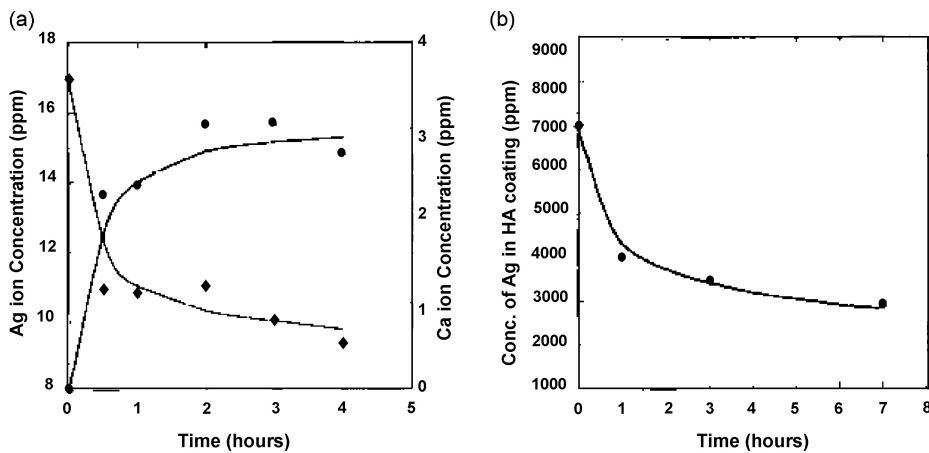 (a)
18
16
14
12
10
8
Ag ion Concentration (ppm)
4
3
2
1
0
Ca ion Concentration (ppm)
0 1 2 3 4 5
Time (hours)
(b)
9000
8000
7000
6000
5000
4000
3000
2000
1000
Conc. of Ag in HA coating (ppm)
0 1 2 3 4 5 6 7 8
Time (hours)